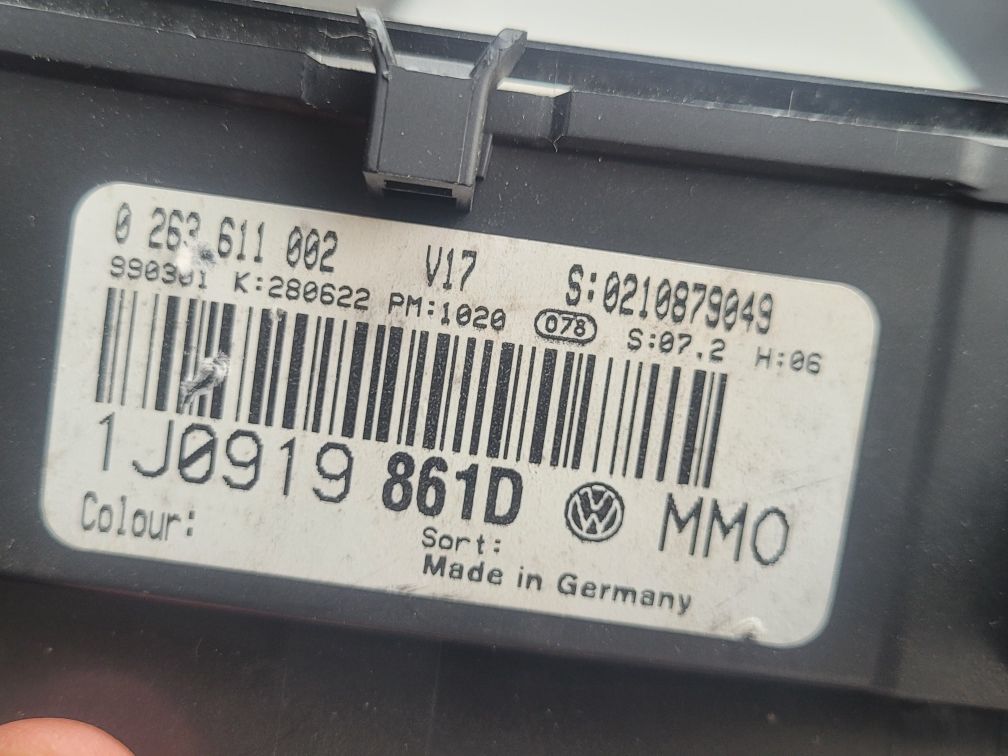 0 263 611 002 V17 S:0210879049
990301 K:280622 PM:1020 078 S:07.2 H:06
1J0919 861D VW MMO
Colour: Sort:
Made in Germany